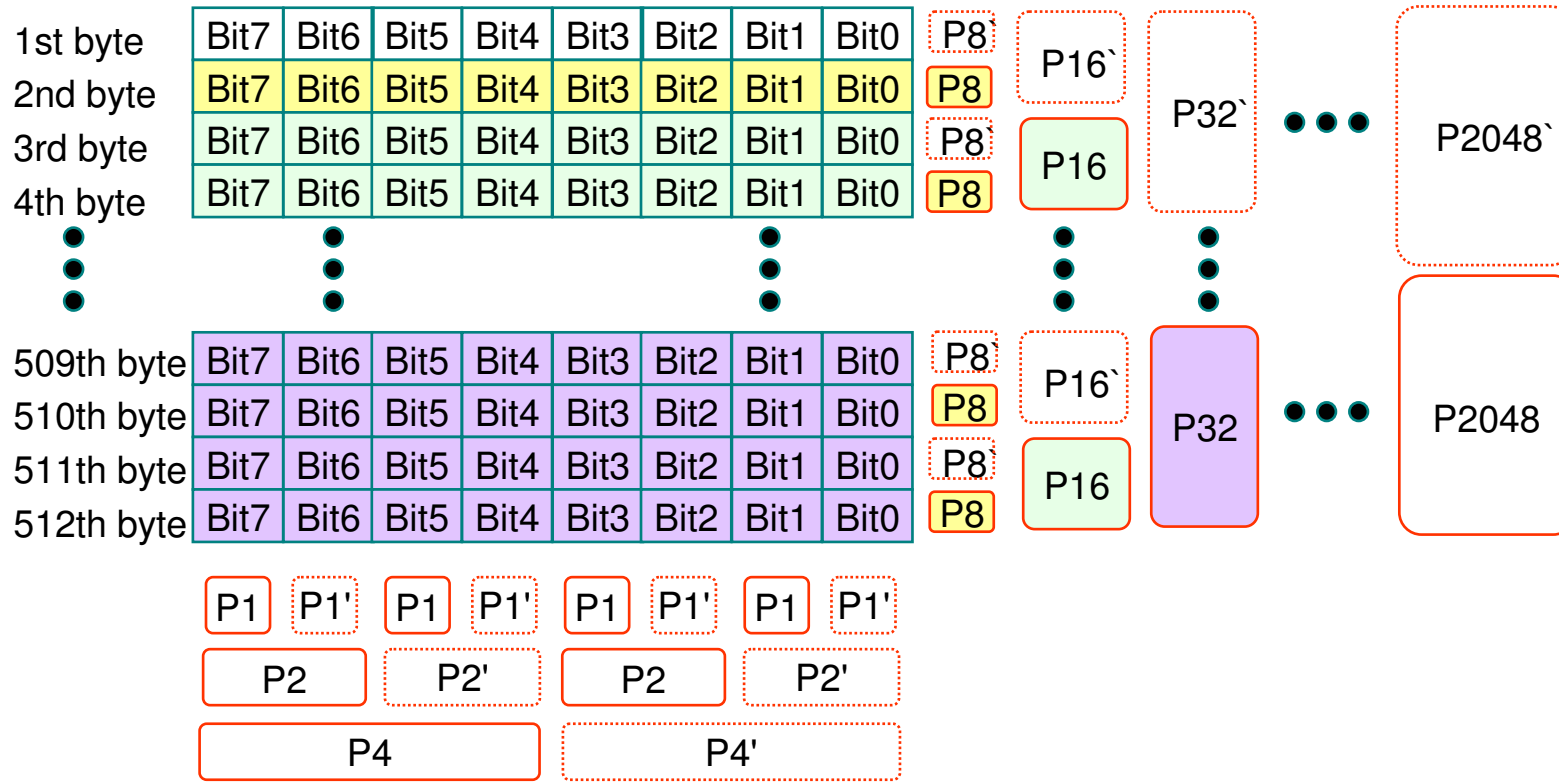 1st byte Bit7 Bit6 Bit5 Bit4 Bit3 Bit2 Bit1 Bit0 P8` P16` P32` P2048`
2nd byte Bit7 Bit6 Bit5 Bit4 Bit3 Bit2 Bit1 Bit0 P8
3rd byte Bit7 Bit6 Bit5 Bit4 Bit3 Bit2 Bit1 Bit0 P8` P16
4th byte Bit7 Bit6 Bit5 Bit4 Bit3 Bit2 Bit1 Bit0 P8
509th byte Bit7 Bit6 Bit5 Bit4 Bit3 Bit2 Bit1 Bit0 P8` P16` P32 P2048
510th byte Bit7 Bit6 Bit5 Bit4 Bit3 Bit2 Bit1 Bit0 P8
511th byte Bit7 Bit6 Bit5 Bit4 Bit3 Bit2 Bit1 Bit0 P8` P16
512th byte Bit7 Bit6 Bit5 Bit4 Bit3 Bit2 Bit1 Bit0 P8
P1 P1' P1 P1' P1 P1' P1 P1'
P2 P2' P2 P2'
P4 P4'